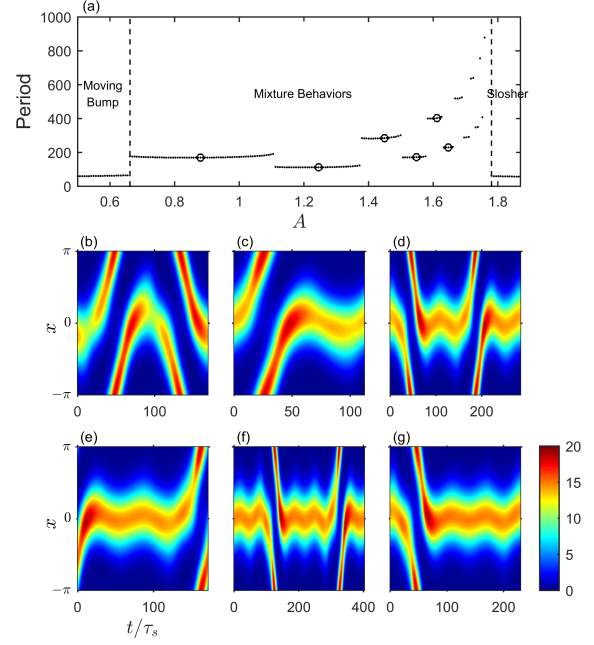 (a)
1000
800
600
400
200
0
Period
Moving
Bump
Mixture Behaviors
Slosher
0.6 0.8 1 1.2 1.4 1.6 1.8
A
(b) (c) (d)
π
x
0
−π
0 100
0 50 100
0 100 200
(e) (f) (g)
π
x
0
−π
0 100
0 100 200 300 400
0 100 200
t/τs
20
15
10
5
0